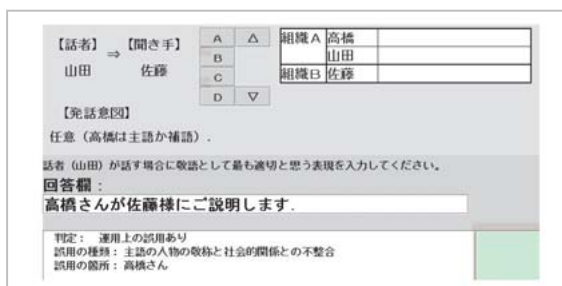 【話者】 ⇒ 【聞き手】
山田 佐藤
A △
B
C
D ▽
組織A 高橋
山田
組織B 佐藤
【発話意図】
任意（高橋は主語か補語）．
話者（山田）が話す場合に敬語として最も適切と思う表現を入力してください。
回答欄：
高橋さんが佐藤様にご説明します．
判定： 運用上の誤用あり
誤用の種類： 主語の人物の敬称と社会的関係との不整合
誤用の箇所： 高橋さん